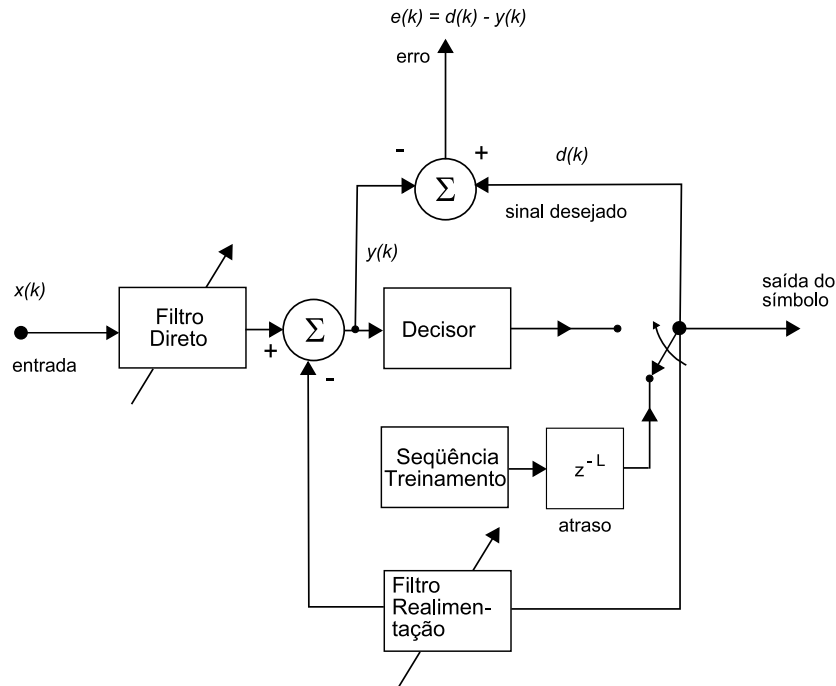 e(k) = d(k) - y(k)
erro
-
+
d(k)
Σ
sinal desejado
y(k)
x(k)
saída do
símbolo
Filtro
Direto
Σ
Decisor
entrada
+
-
Seqüência
Treinamento
z⁻ᴸ
atraso
Filtro
Realimen-
tação